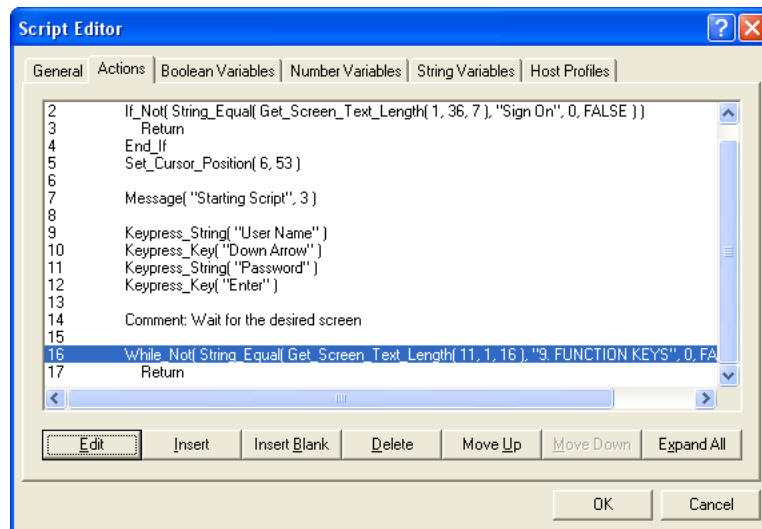 Script Editor
General Actions Boolean Variables Number Variables String Variables Host Profiles
2 If_Not( String_Equal( Get_Screen_Text_Length( 1, 36, 7 ), "Sign On", 0, FALSE ) )
3 Return
4 End_If
5 Set_Cursor_Position( 6, 53 )
6
7 Message( "Starting Script", 3 )
8
9 Keypress_String( "User Name" )
10 Keypress_Key( "Down Arrow" )
11 Keypress_String( "Password" )
12 Keypress_Key( "Enter" )
13
14 Comment: Wait for the desired screen
15
16 While_Not( String_Equal( Get_Screen_Text_Length( 11, 1, 16 ), "9. FUNCTION KEYS", 0, FA
17 Return
Edit Insert Insert Blank Delete Move Up Move Down Expand All
OK Cancel